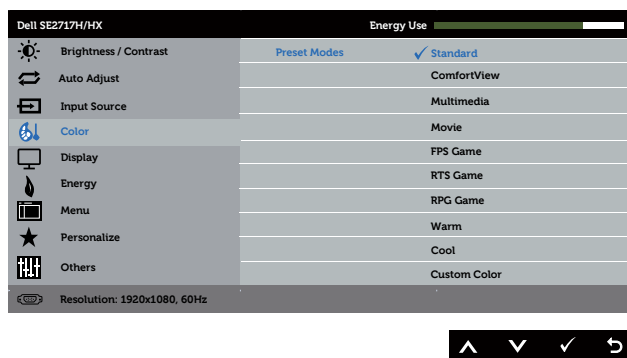 Dell SE2717H/HX Energy Use
Brightness / Contrast Preset Modes ✓ Standard
Auto Adjust ComfortView
Input Source Multimedia
Color Movie
Display FPS Game
Energy RTS Game
Menu RPG Game
Personalize Warm
Cool
Others Custom Color
Resolution: 1920x1080, 60Hz